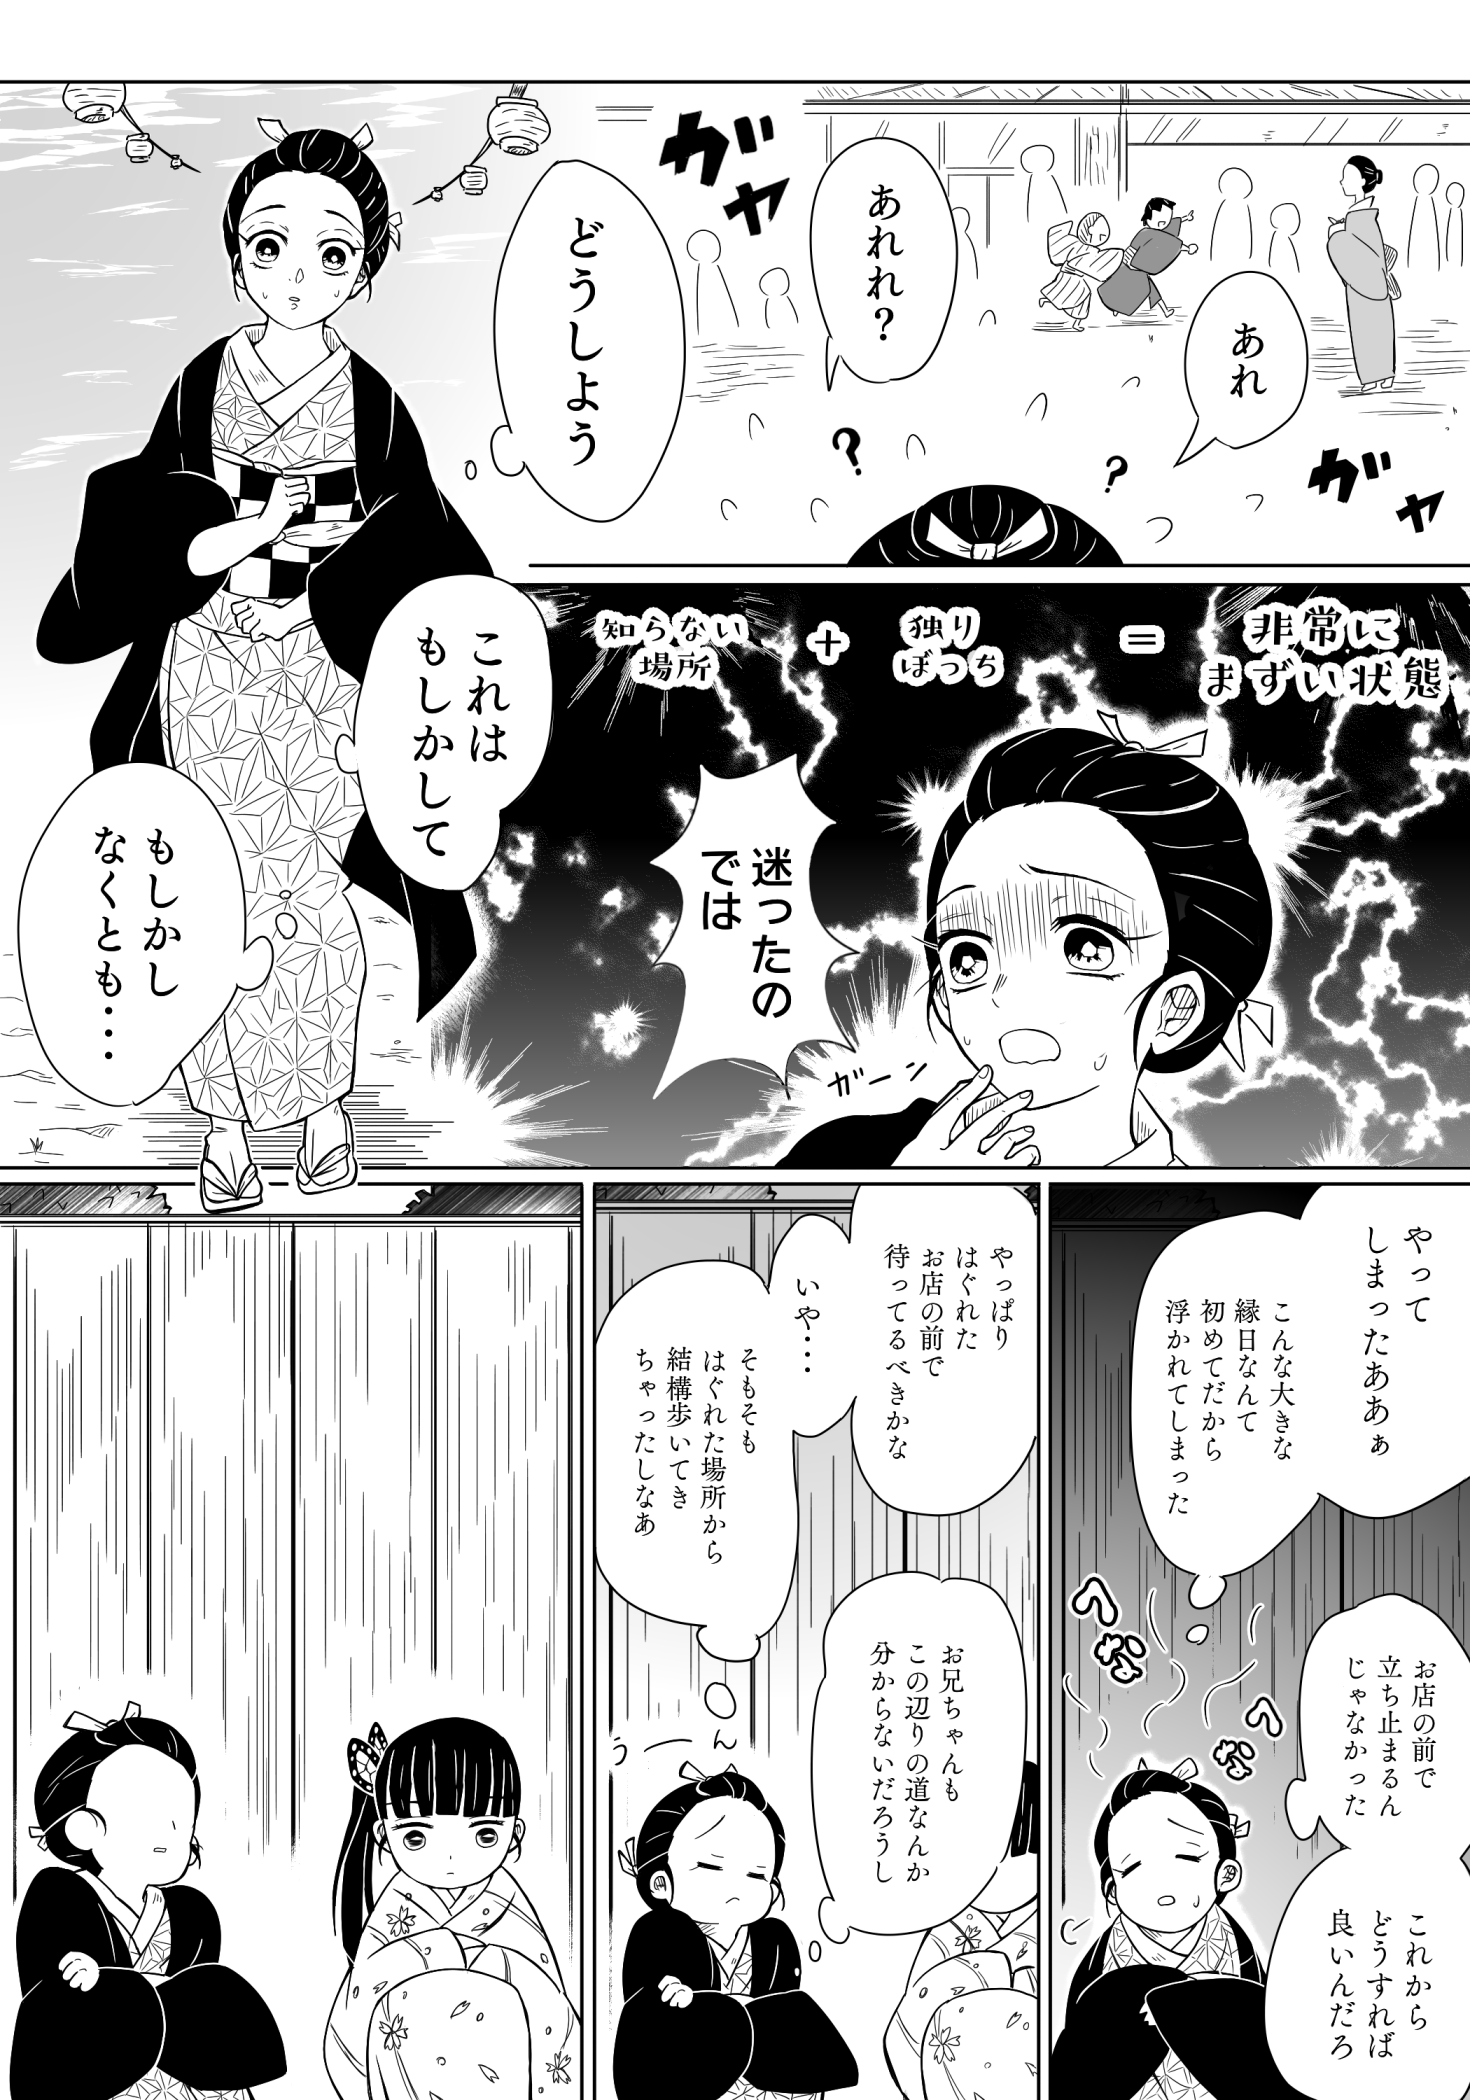 ガヤ
あれ
あれれ?
?
?
ガヤ
どうしよう
これは
もしかして
もしかし
なくとも・・・
知らない
場所
+
独り
ぼっち
=
非常に
まずい状態
迷ったの
では
ガーン
やって
しまったああぁ
こんな大きな
縁日なんて
初めてだから
浮かれてしまった
お店の前で
立ち止まるん
じゃなかった
これから
どうすれば
良いんだろ
へなへな
やっぱり
はぐれた
お店の前で
待ってるべきかな
いや・・・
そもそも
はぐれた場所から
結構歩いてき
ちゃったしなあ
お兄ちゃんも
この辺りの道なんか
分からないだろうし
うーん